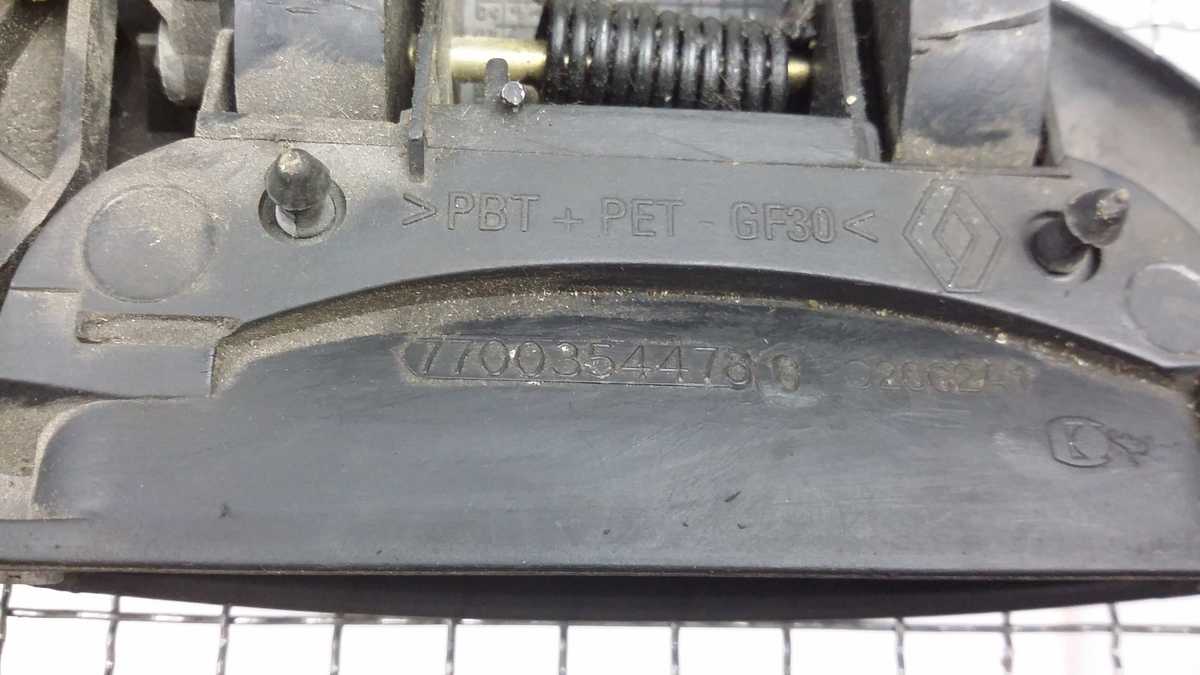 >PBT + PET - GF30<
7700354478